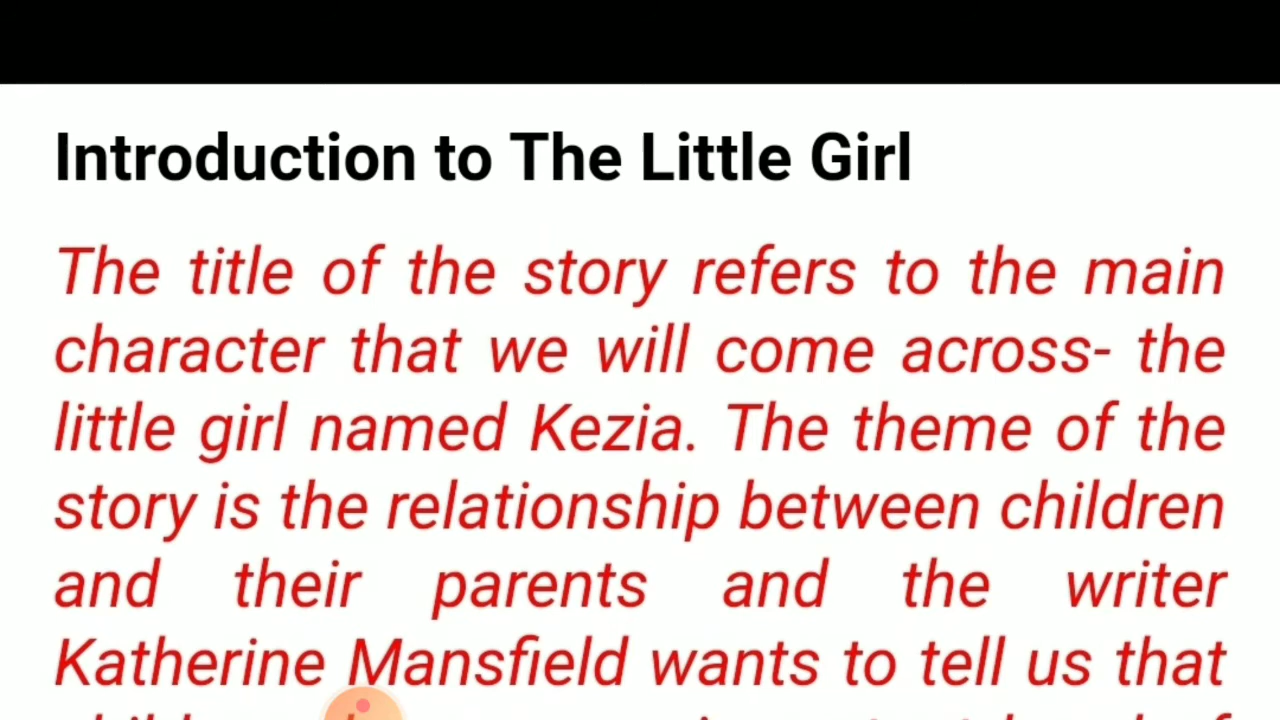 Introduction to The Little Girl
The title of the story refers to the main
character that we will come across- the
little girl named Kezia. The theme of the
story is the relationship between children
and their parents and the writer
Katherine Mansfield wants to tell us that